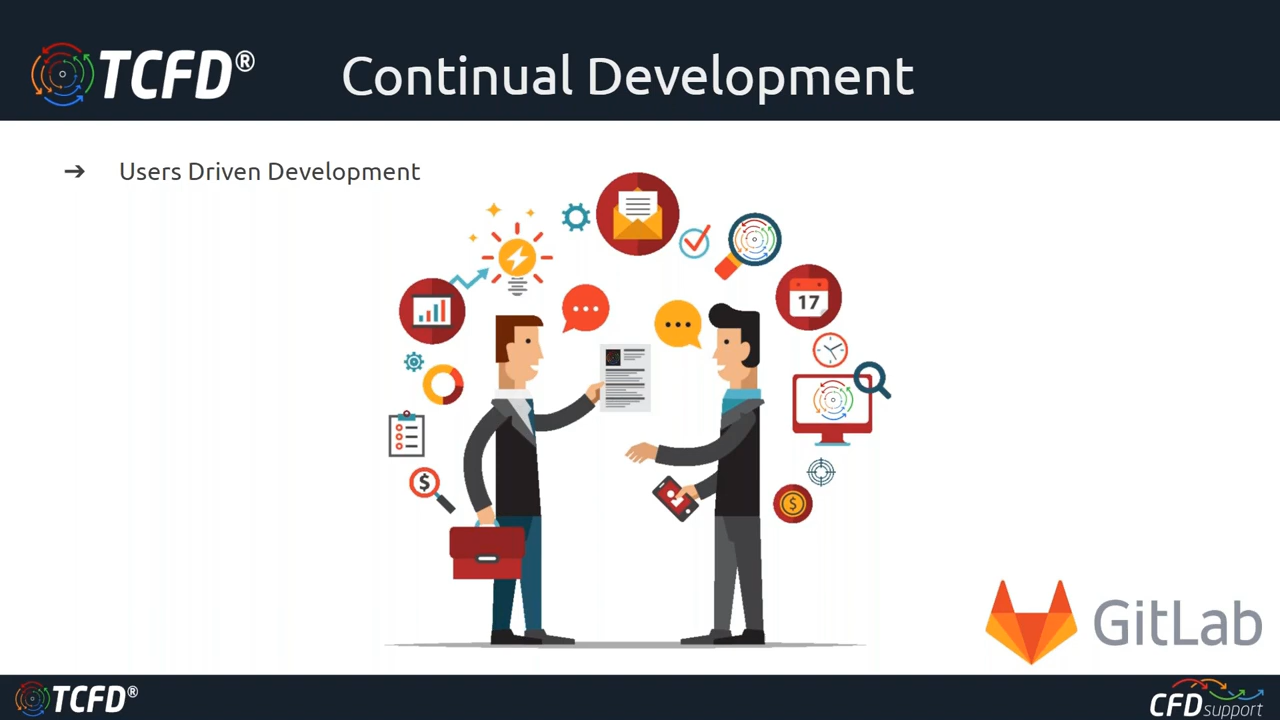 TCFD®
Continual Development
➔ Users Driven Development
17
$
$
GitLab
TCFD®
CFD support